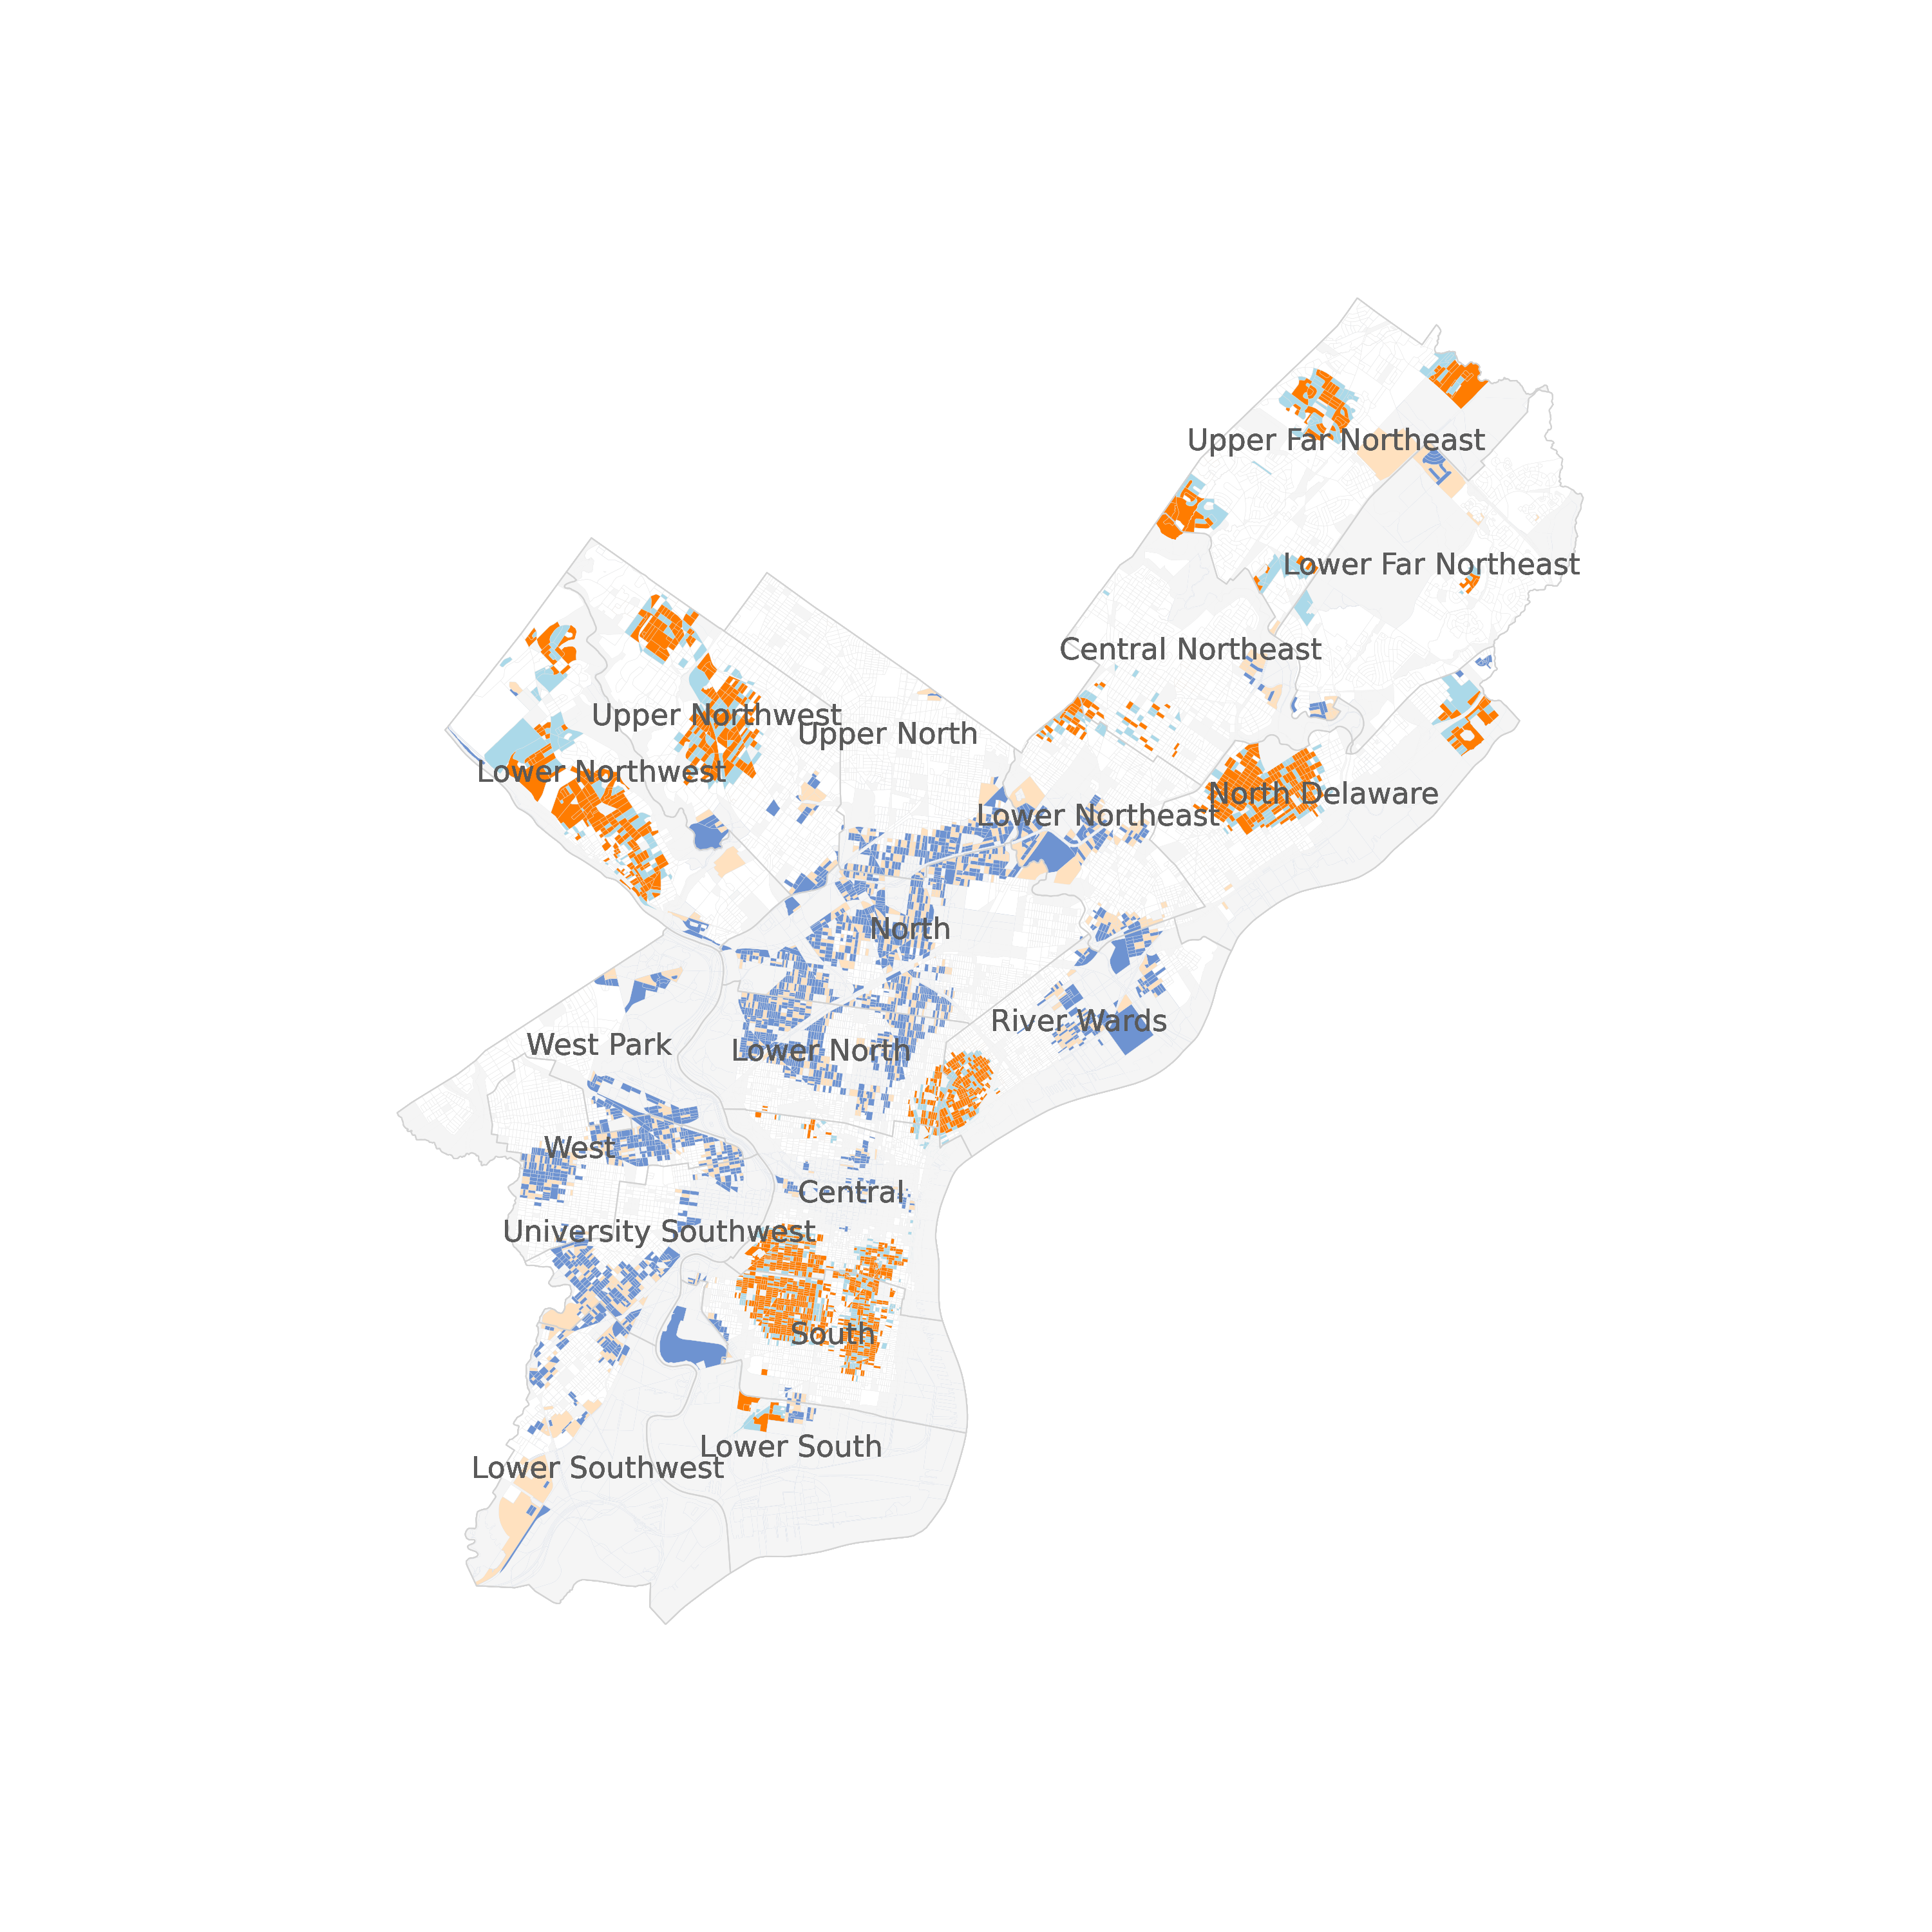 Upper Far Northeast
Lower Far Northeast
Central Northeast
Upper Northwest
Upper North
Lower Northwest
North Delaware
Lower Northeast
North
River Wards
West Park
Lower North
West
Central
University Southwest
South
Lower South
Lower Southwest